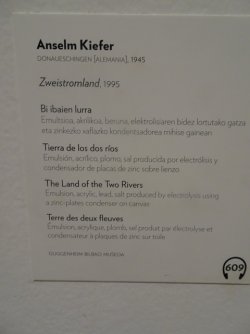 Anselm Kiefer
DONAUESCHINGEN [ALEMANIA], 1945
Zweistromland, 1995
Bi ibaien lurra
Emultsioa, akrilikoa, beruna, elektrolisiaren bidez lortutako gatza
eta zinkezko xaflazko kondentsadorea mihise gainean
Tierra de los dos ríos
Emulsión, acrílico, plomo, sal producida por electrólisis y
condensador de placas de zinc sobre lienzo
The Land of the Two Rivers
Emulsion, acrylic, lead, salt produced by electrolysis using
a zinc-plates condenser on canvas
Terre des deux fleuves
Émulsion, acrylique, plomb, sel produit par électrolyse et
condensateur à plaques de zinc sur toile
GUGGENHEIM BILBAO MUSEOA
609